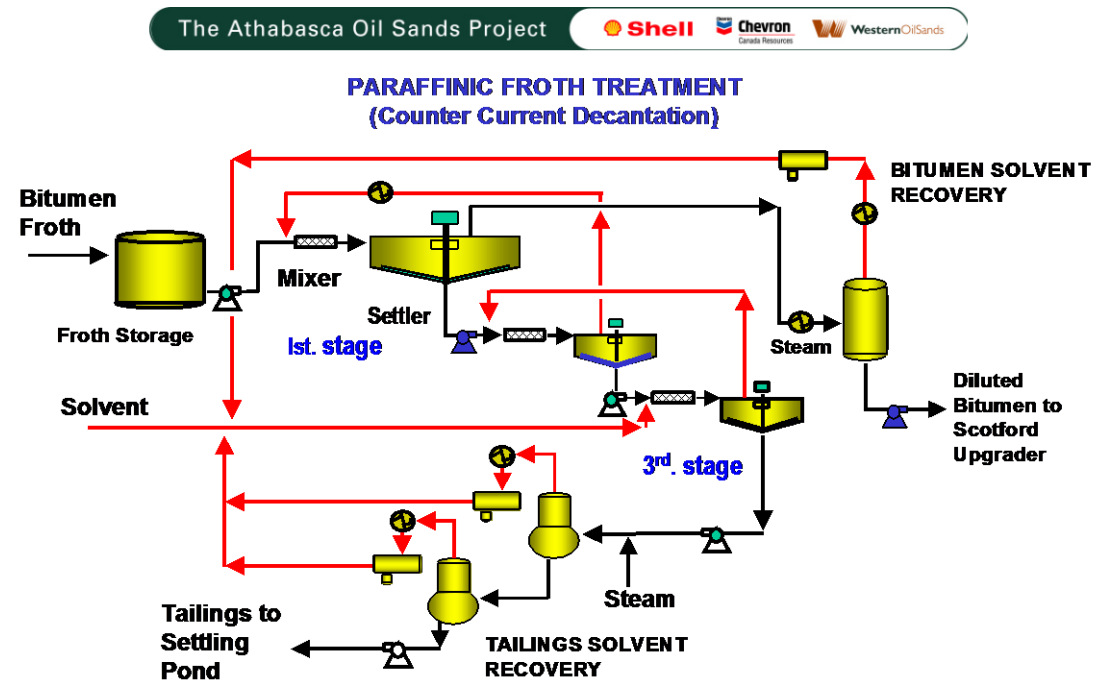 The Athabasca Oil Sands Project
Shell
Chevron
Canada Resources
WesternOilSands
PARAFFINIC FROTH TREATMENT
(Counter Current Decantation)
BITUMEN SOLVENT
RECOVERY
Bitumen
Froth
Mixer
Settler
Froth Storage
Ist. stage
Steam
Solvent
Diluted
Bitumen to
Scotford
Upgrader
3rd. stage
Steam
Tailings to
Settling
Pond
TAILINGS SOLVENT
RECOVERY